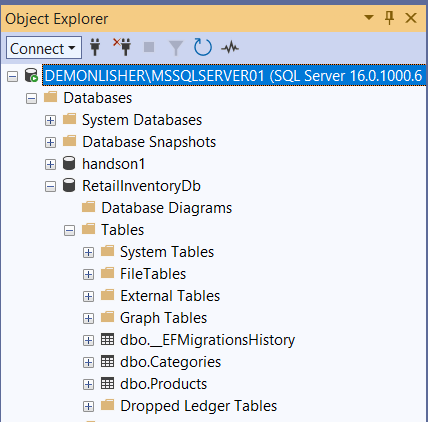 Object Explorer
Connect
DEMONLISHER\MSSQLSERVER01 (SQL Server 16.0.1000.6
Databases
System Databases
Database Snapshots
handson1
RetailInventoryDb
Database Diagrams
Tables
System Tables
FileTables
External Tables
Graph Tables
dbo.__EFMigrationsHistory
dbo.Categories
dbo.Products
Dropped Ledger Tables